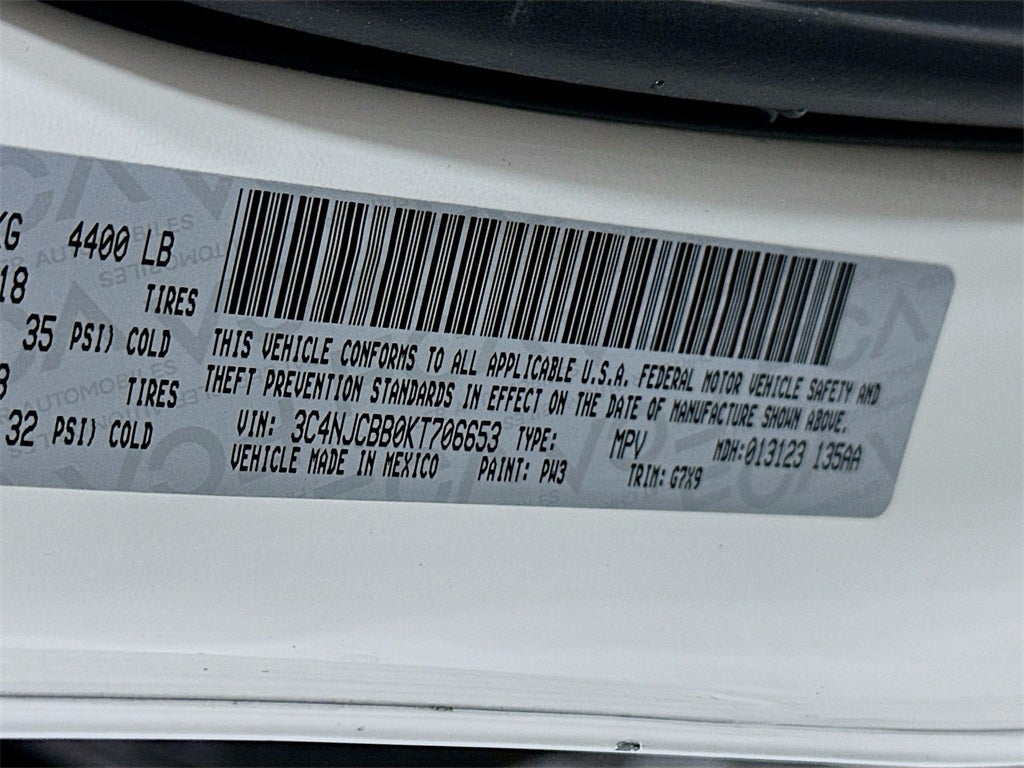 KG 4400 LB
18 TIRES
35 PSI) COLD
TIRES
32 PSI) COLD
THIS VEHICLE CONFORMS TO ALL APPLICABLE U.S.A. FEDERAL MOTOR VEHICLE SAFETY AND
THEFT PREVENTION STANDARDS IN EFFECT ON THE DATE OF MANUFACTURE SHOWN ABOVE.
VIN: 3C4NJCBB0KT706653 TYPE: MPV MDH:013123 135AA
VEHICLE MADE IN MEXICO PAINT: PW3 TRIM: G7X9